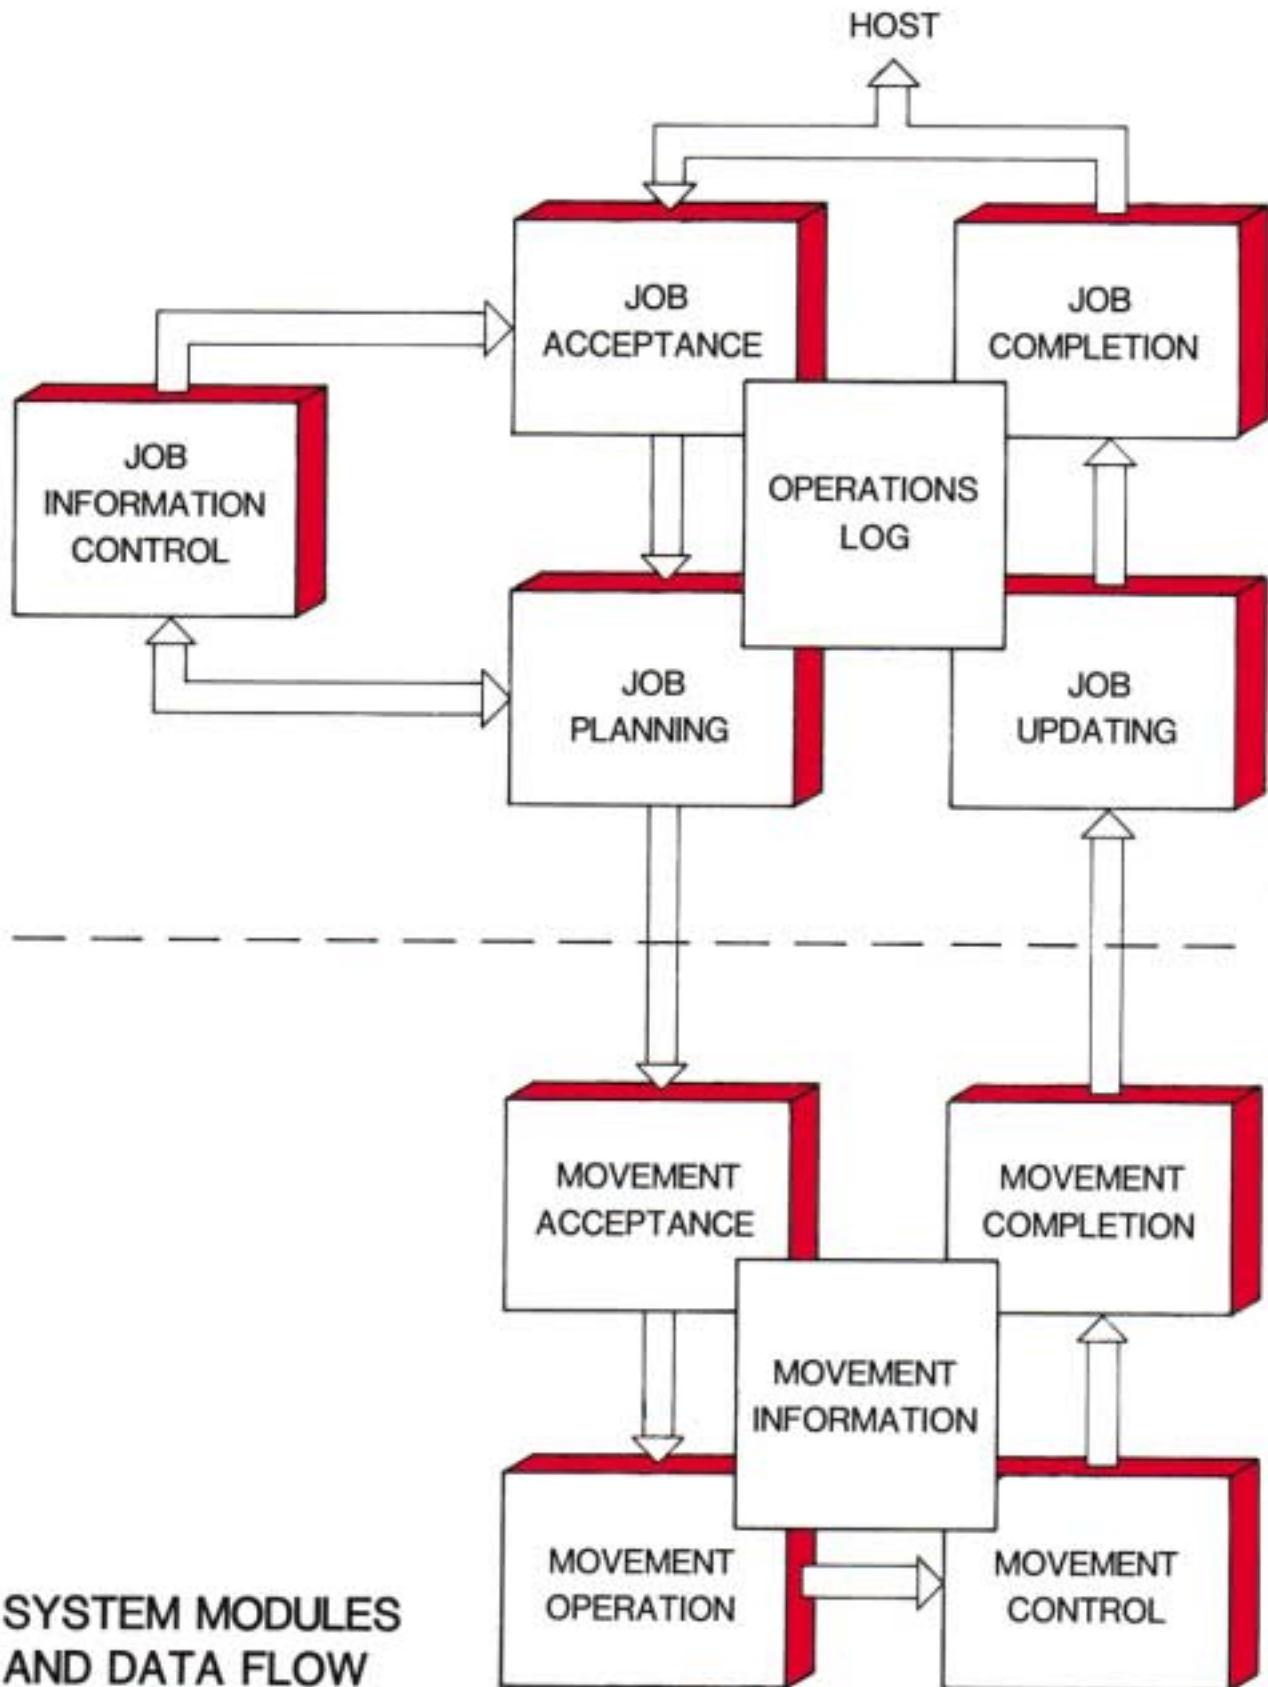 HOST
JOB
ACCEPTANCE
JOB
COMPLETION
JOB
INFORMATION
CONTROL
OPERATIONS
LOG
JOB
PLANNING
JOB
UPDATING
MOVEMENT
ACCEPTANCE
MOVEMENT
COMPLETION
MOVEMENT
INFORMATION
MOVEMENT
OPERATION
MOVEMENT
CONTROL
SYSTEM MODULES
AND DATA FLOW